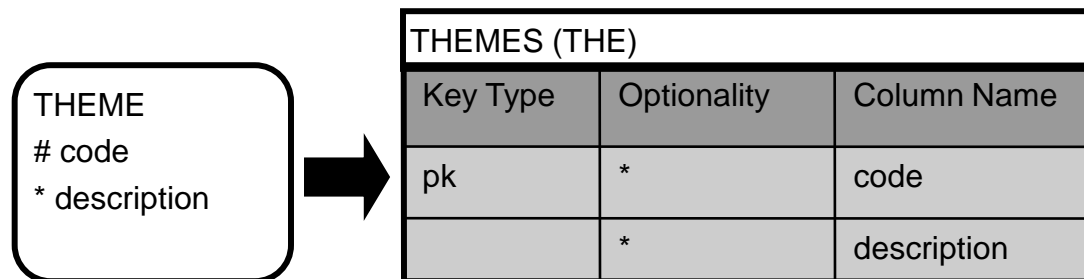 THEME
# code
* description
THEMES (THE)
Key Type Optionality Column Name
pk * code
* description